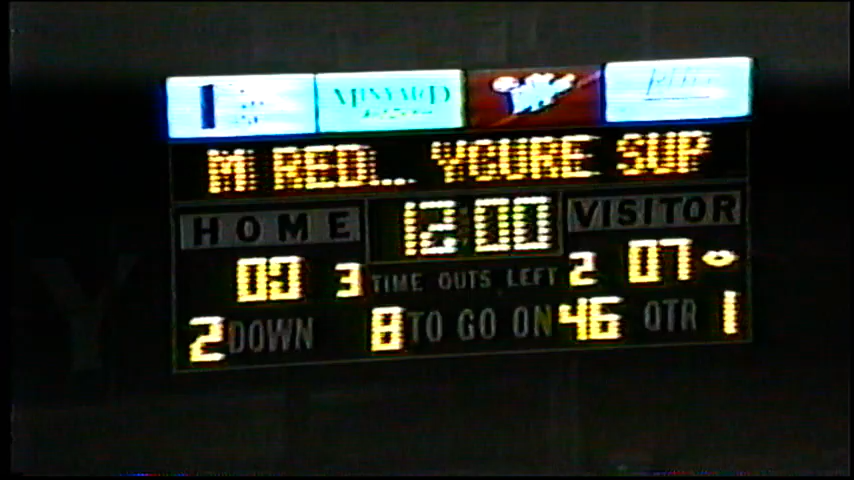 MI RED... YOURE SUP
HOME 12:00 VISITOR
3 TIME OUTS LEFT 2 07
2 DOWN 8 TO GO ON 46 QTR 1